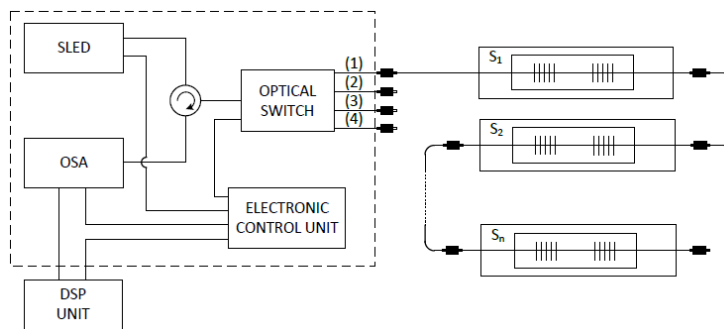 SLED
OSA
OPTICAL
SWITCH
(1)
(2)
(3)
(4)
ELECTRONIC
CONTROL UNIT
DSP
UNIT
S1
S2
Sn